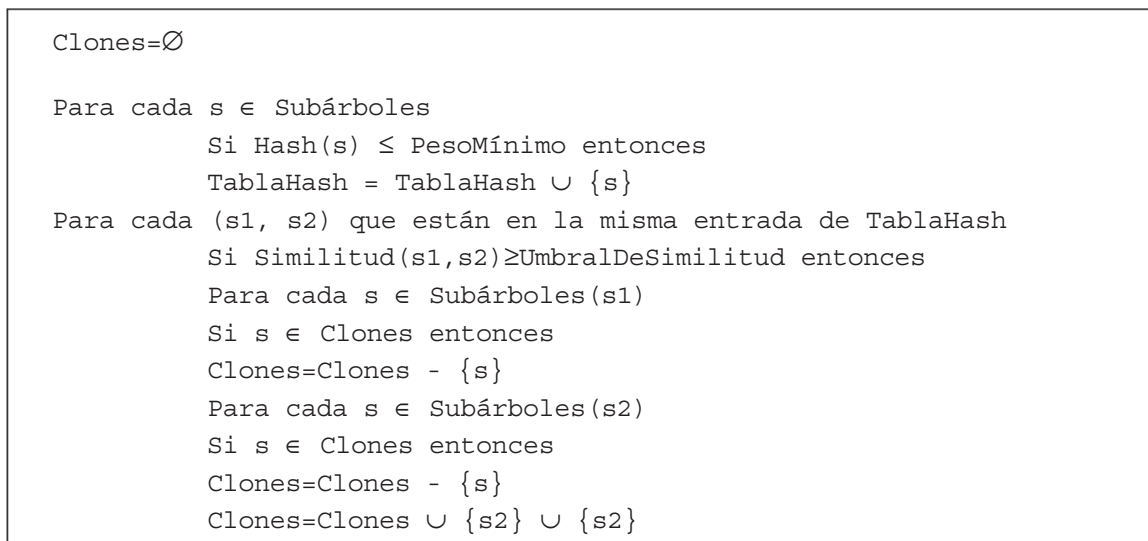 Clones=∅
Para cada s ∈ Subárboles
Si Hash(s) ≤ PesoMínimo entonces
TablaHash = TablaHash ∪ {s}
Para cada (s1, s2) que están en la misma entrada de TablaHash
Si Similitud(s1,s2)≥UmbralDeSimilitud entonces
Para cada s ∈ Subárboles(s1)
Si s ∈ Clones entonces
Clones=Clones - {s}
Para cada s ∈ Subárboles(s2)
Si s ∈ Clones entonces
Clones=Clones - {s}
Clones=Clones ∪ {s2} ∪ {s2}